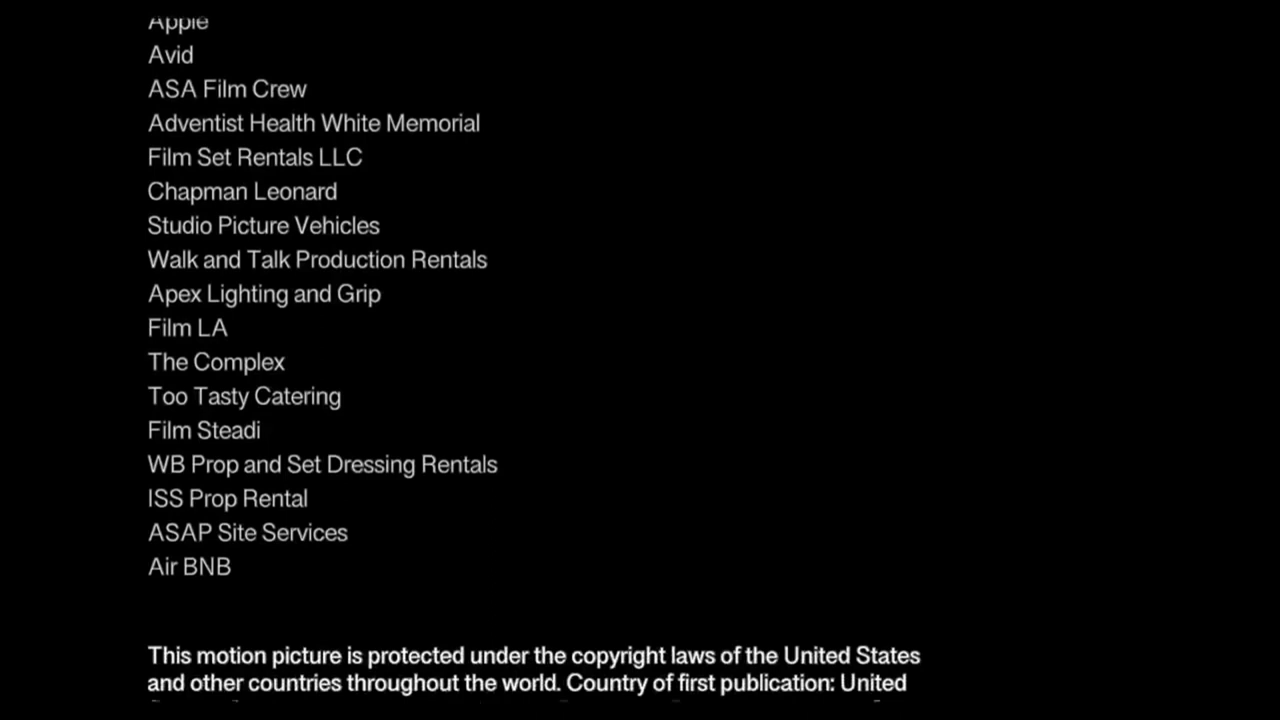 Apple
Avid
ASA Film Crew
Adventist Health White Memorial
Film Set Rentals LLC
Chapman Leonard
Studio Picture Vehicles
Walk and Talk Production Rentals
Apex Lighting and Grip
Film LA
The Complex
Too Tasty Catering
Film Steadi
WB Prop and Set Dressing Rentals
ISS Prop Rental
ASAP Site Services
Air BNB
This motion picture is protected under the copyright laws of the United States
and other countries throughout the world. Country of first publication: United